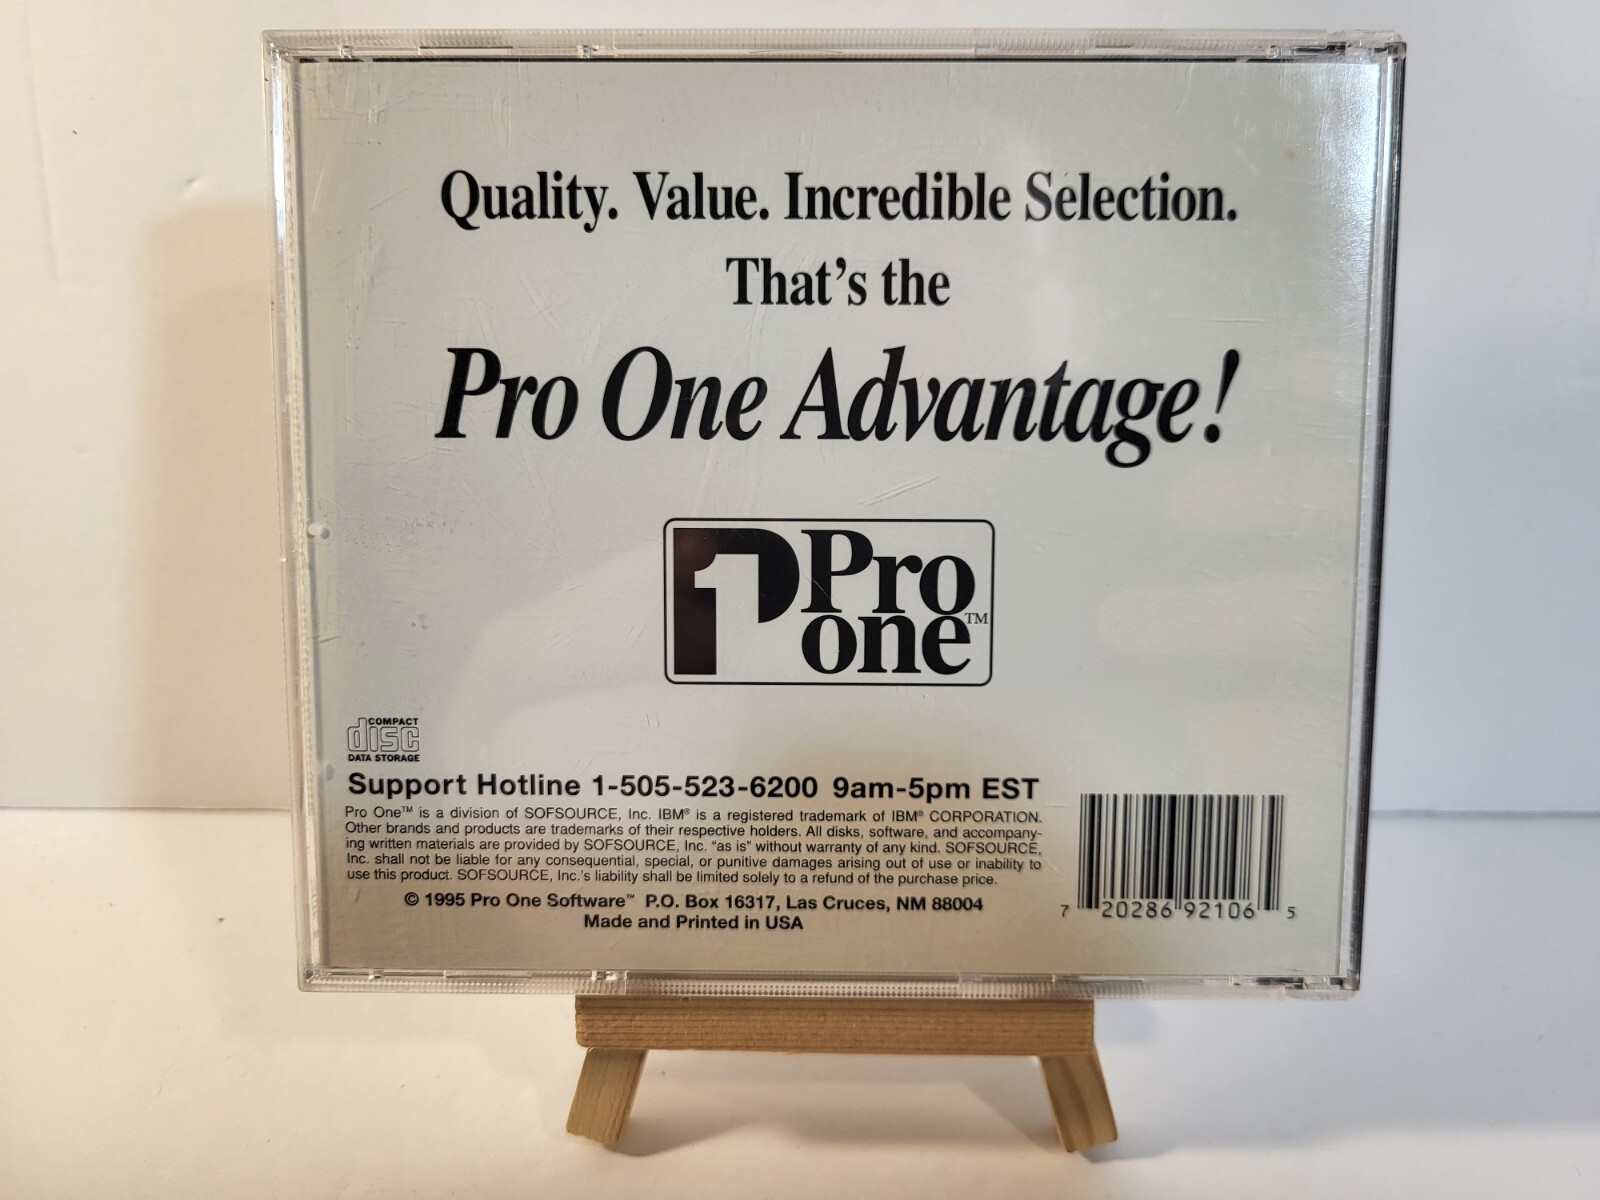 Quality. Value. Incredible Selection.
That's the
Pro One Advantage!
1 Pro
one™
COMPACT
disc
DATA STORAGE
Support Hotline 1-505-523-6200 9am-5pm EST
Pro One™ is a division of SOFSOURCE, Inc. IBM® is a registered trademark of IBM® CORPORATION.
Other brands and products are trademarks of their respective holders. All disks, software, and accompany-
ing written materials are provided by SOFSOURCE, Inc. "as is" without warranty of any kind. SOFSOURCE,
Inc. shall not be liable for any consequential, special, or punitive damages arising out of use or inability to
use this product. SOFSOURCE, Inc.'s liability shall be limited solely to a refund of the purchase price.
© 1995 Pro One Software™ P.O. Box 16317, Las Cruces, NM 88004
Made and Printed in USA
7 20286 92106 5